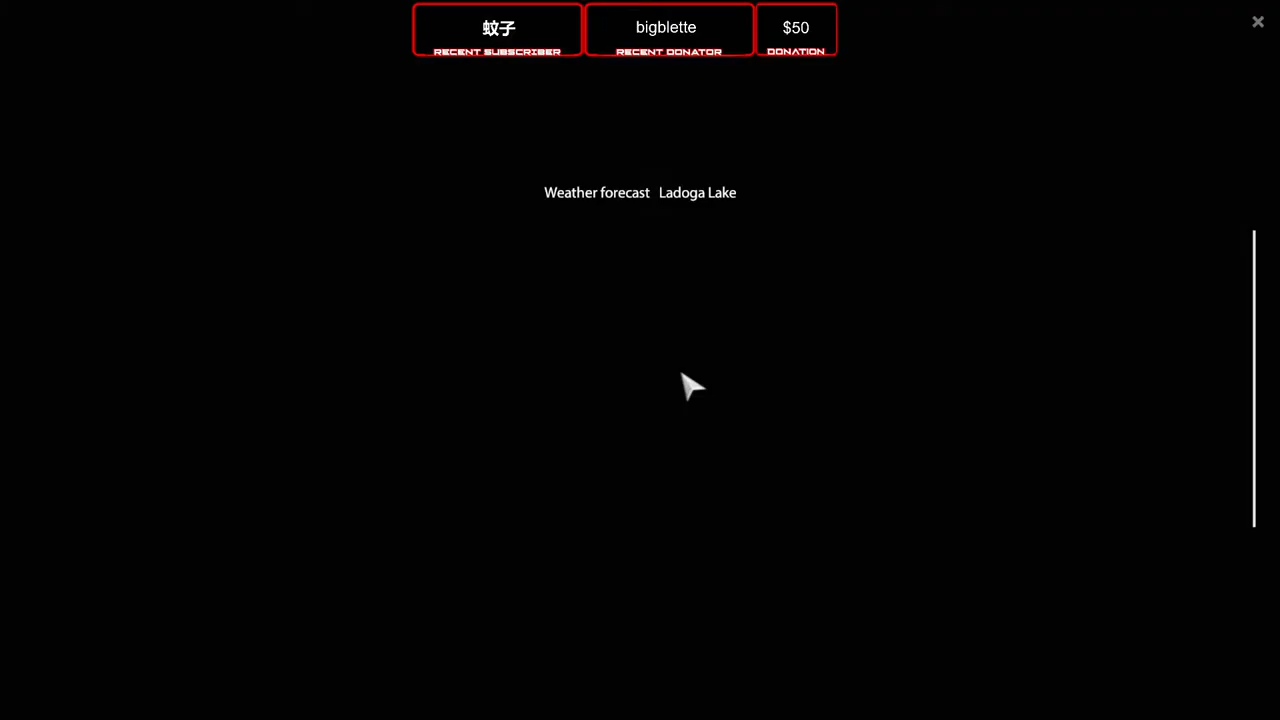 蚊子 bigblette $50
RECENT SUBSCRIBER RECENT DONATOR DONATION
Weather forecast Ladoga Lake